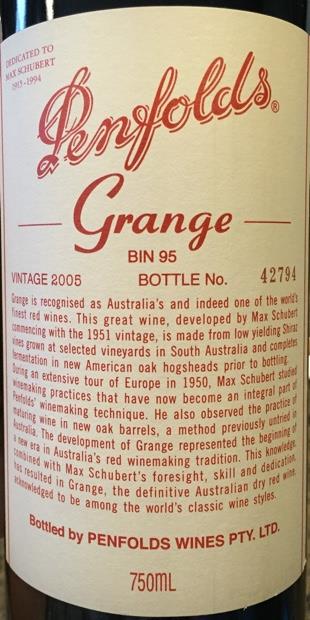 DEDICATED TO
MAX SCHUBERT
1915-1994
Penfolds®
Grange
BIN 95
VINTAGE 2005 BOTTLE No. 42794
Grange is recognised as Australia's and indeed one of the world's
finest red wines. This great wine, developed by Max Schubert
commencing with the 1951 vintage, is made from low yielding Shiraz
vines grown at selected vineyards in South Australia and completes
fermentation in new American oak hogsheads prior to bottling.
During an extensive tour of Europe in 1950, Max Schubert studied
winemaking practices that have now become an integral part of
Penfolds' winemaking technique. He also observed the practice of
maturing wine in new oak barrels, a method previously untried in
Australia. The development of Grange represented the beginning of
a new era in Australia's red winemaking tradition. This knowledge,
combined with Max Schubert's foresight, skill and dedication,
has resulted in Grange, the definitive Australian dry red wine,
acknowledged to be among the world's classic wine styles.
Bottled by PENFOLDS WINES PTY. LTD.
750ML